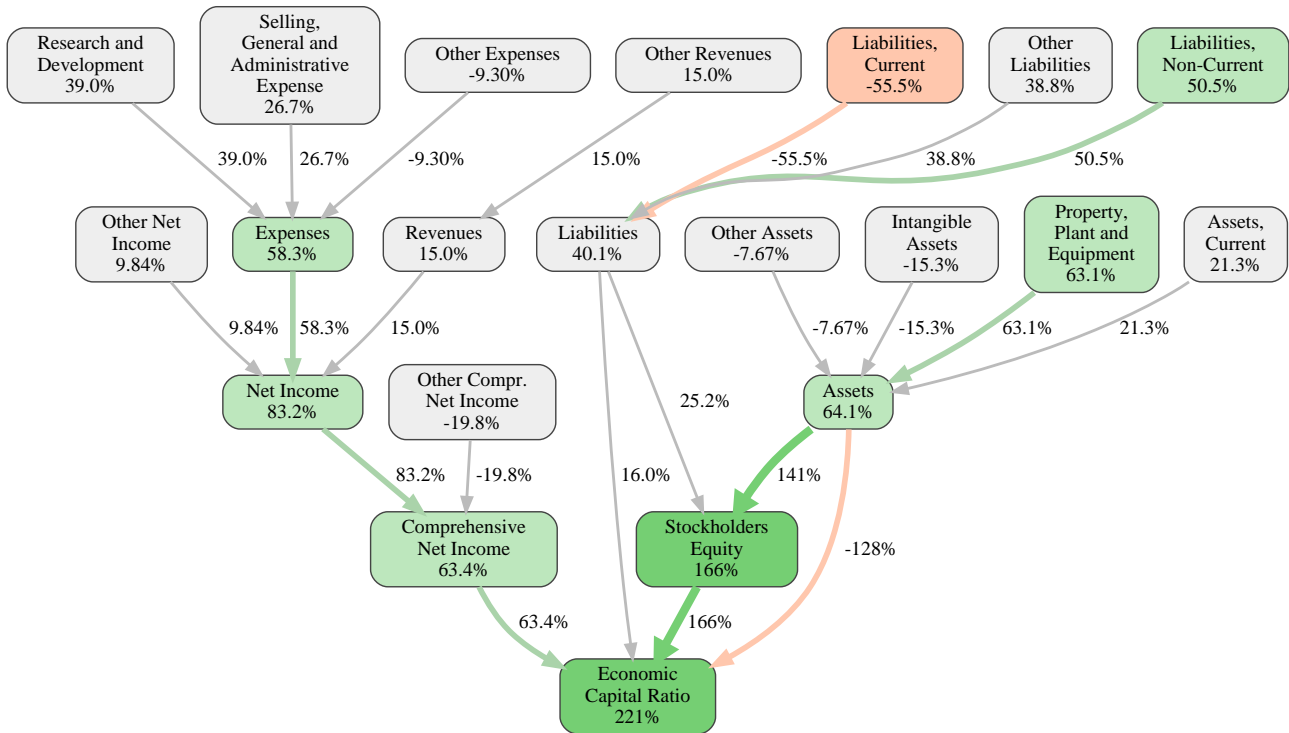 Research and
Development
39.0%
Selling,
General and
Administrative
Expense
26.7%
Other Expenses
-9.30%
Other Revenues
15.0%
Liabilities,
Current
-55.5%
Other
Liabilities
38.8%
Liabilities,
Non-Current
50.5%
39.0%
26.7%
-9.30%
15.0%
-55.5%
38.8%
50.5%
Other Net
Income
9.84%
Expenses
58.3%
Revenues
15.0%
Liabilities
40.1%
Other Assets
-7.67%
Intangible
Assets
-15.3%
Property,
Plant and
Equipment
63.1%
Assets,
Current
21.3%
9.84%
58.3%
15.0%
-7.67%
-15.3%
63.1%
21.3%
Net Income
83.2%
Other Compr.
Net Income
-19.8%
25.2%
Assets
64.1%
83.2%
-19.8%
16.0%
141%
Comprehensive
Net Income
63.4%
Stockholders
Equity
166%
-128%
63.4%
166%
Economic
Capital Ratio
221%